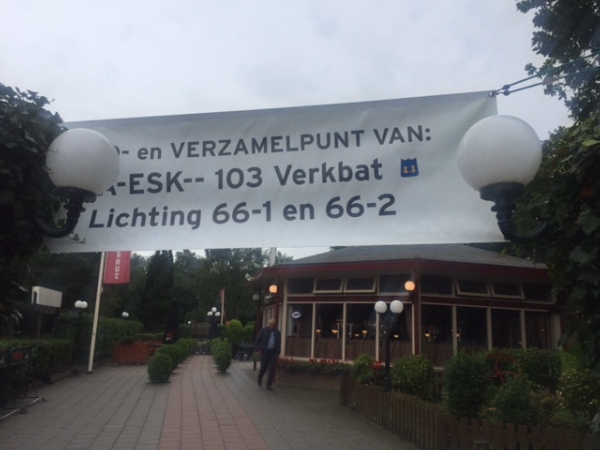 - en VERZAMELPUNT VAN:
-ESK-- 103 Verkbat
Lichting 66-1 en 66-2